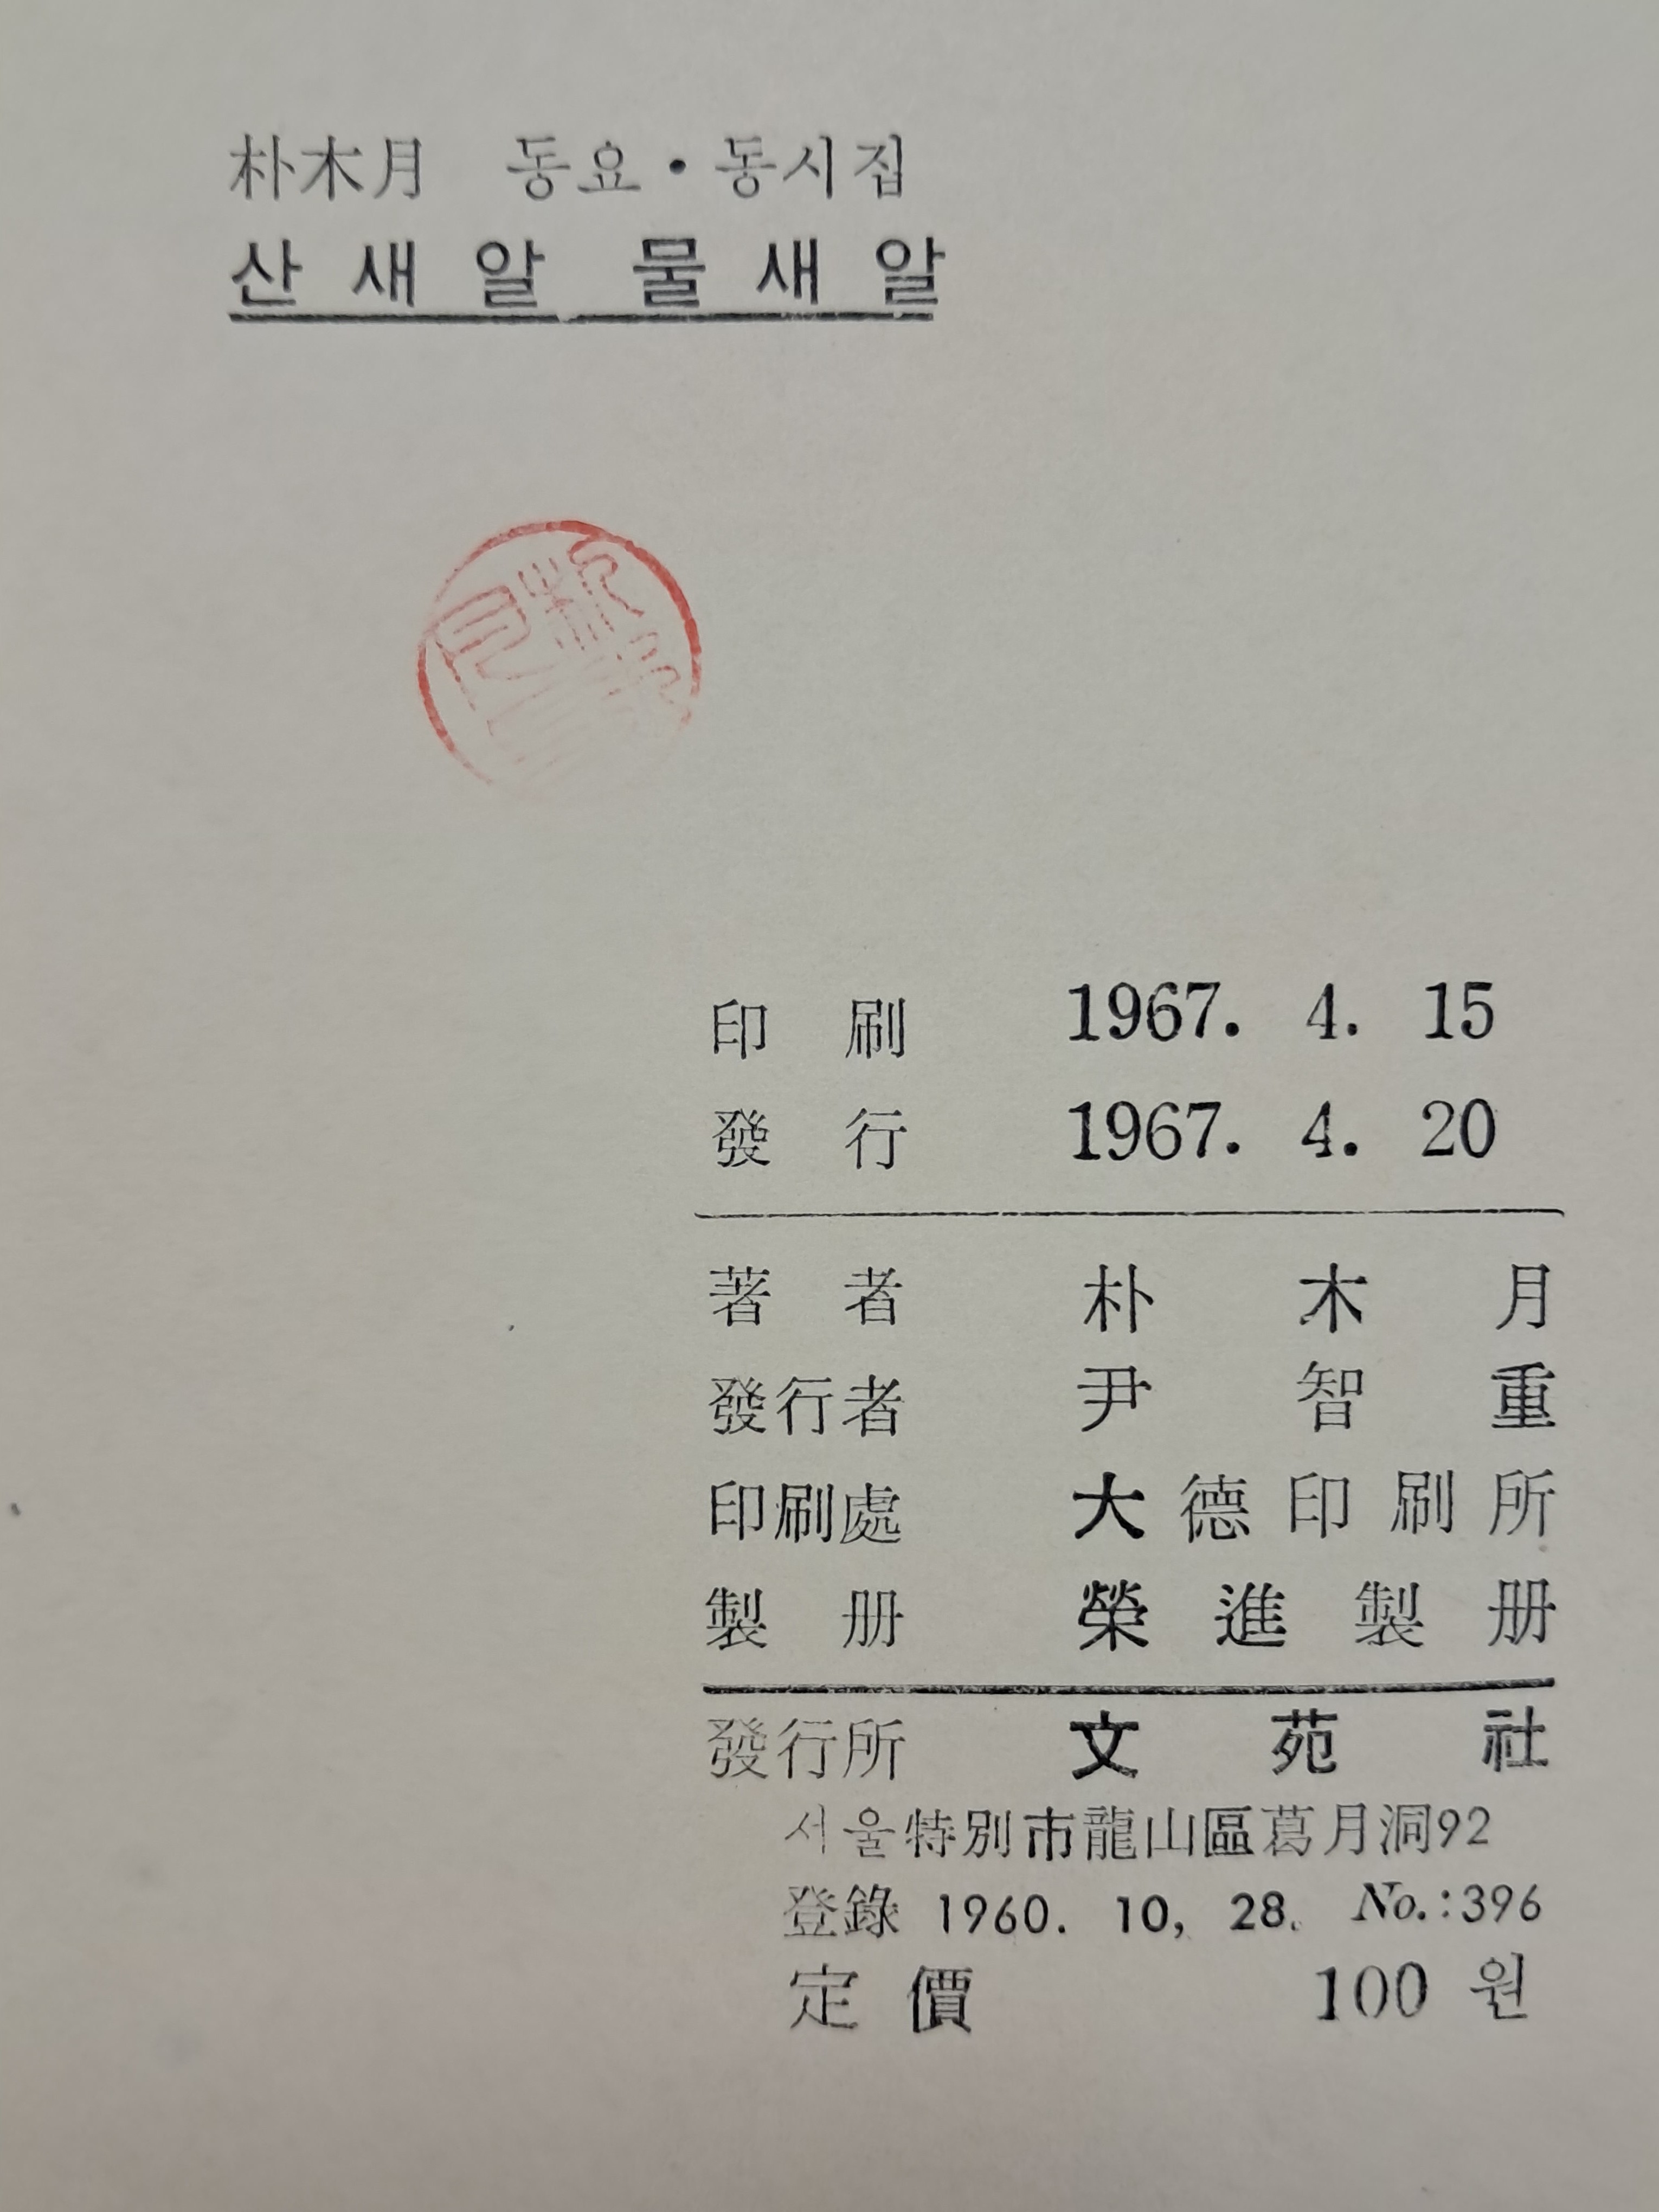 朴木月 동요・동시집
산새알 물새알
印刷 1967. 4. 15
發行 1967. 4. 20
著者 朴木月
發行者 尹智重
印刷處 大德印刷所
製册 榮進製册
發行所 文苑社
서울特別市龍山區葛月洞92
登錄 1960. 10, 28. No.:396
定價 100원